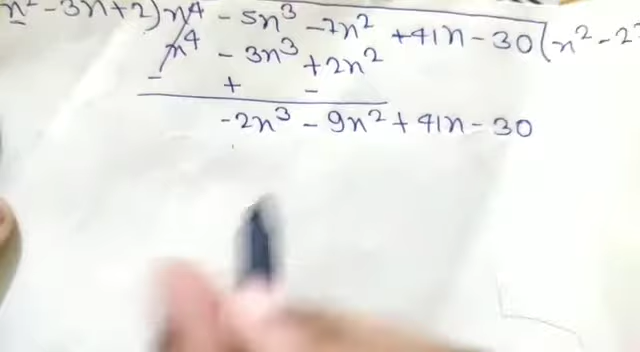 x² - 3x + 2) x⁴ - 5x³ - 7x² + 41x - 30 (x² - 2
x⁴ - 3x³ + 2x²
- + -
-2x³ - 9x² + 41x - 30